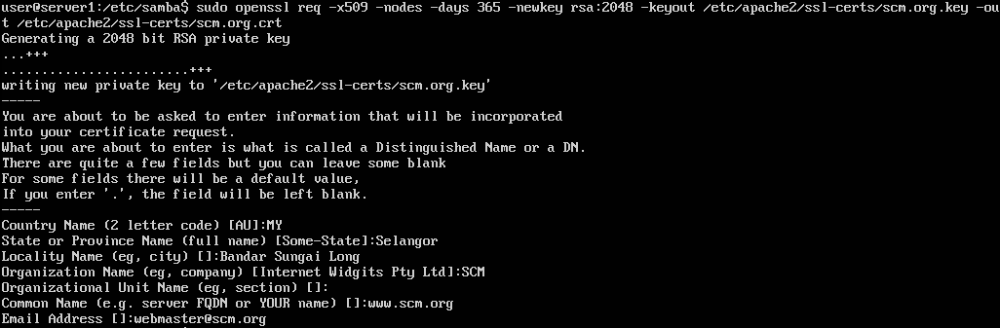 user@server1:/etc/samba$ sudo openssl req -x509 -nodes -days 365 -newkey rsa:2048 -keyout /etc/apache2/ssl-certs/scm.org.key -ou
t /etc/apache2/ssl-certs/scm.org.crt
Generating a 2048 bit RSA private key
...+++
........................+++
writing new private key to '/etc/apache2/ssl-certs/scm.org.key'
-----
You are about to be asked to enter information that will be incorporated
into your certificate request.
What you are about to enter is what is called a Distinguished Name or a DN.
There are quite a few fields but you can leave some blank
For some fields there will be a default value,
If you enter '.', the field will be left blank.
-----
Country Name (2 letter code) [AU]:MY
State or Province Name (full name) [Some-State]:Selangor
Locality Name (eg, city) []:Bandar Sungai Long
Organization Name (eg, company) [Internet Widgits Pty Ltd]:SCM
Organizational Unit Name (eg, section) []:
Common Name (e.g. server FQDN or YOUR name) []:www.scm.org
Email Address []:webmaster@scm.org